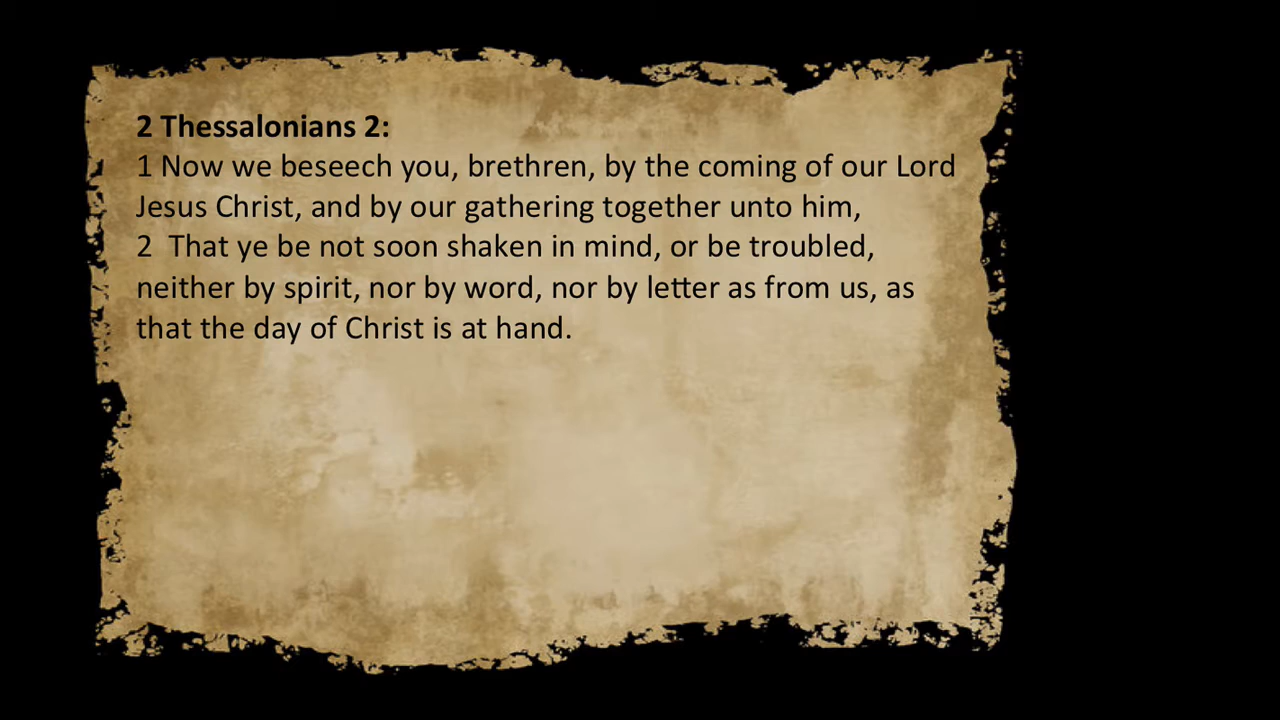 2 Thessalonians 2:
1 Now we beseech you, brethren, by the coming of our Lord
Jesus Christ, and by our gathering together unto him,
2  That ye be not soon shaken in mind, or be troubled,
neither by spirit, nor by word, nor by letter as from us, as
that the day of Christ is at hand.